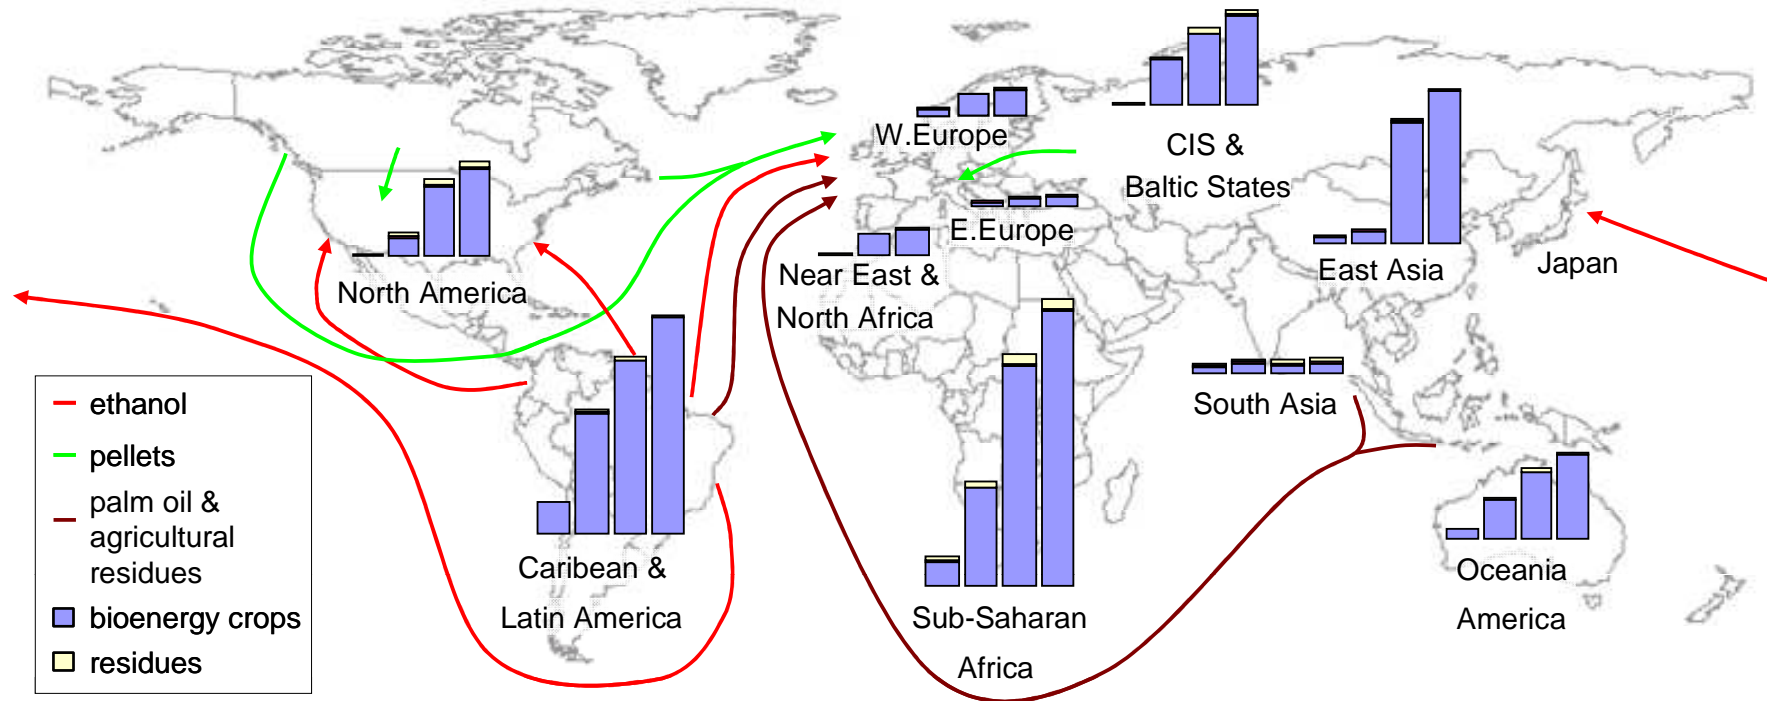 W.Europe
CIS &
Baltic States
E.Europe
East Asia
Japan
North America
Near East &
North Africa
South Asia
ethanol
pellets
palm oil &
agricultural
residues
bioenergy crops
residues
Caribean &
Latin America
Sub-Saharan
Africa
Oceania
America